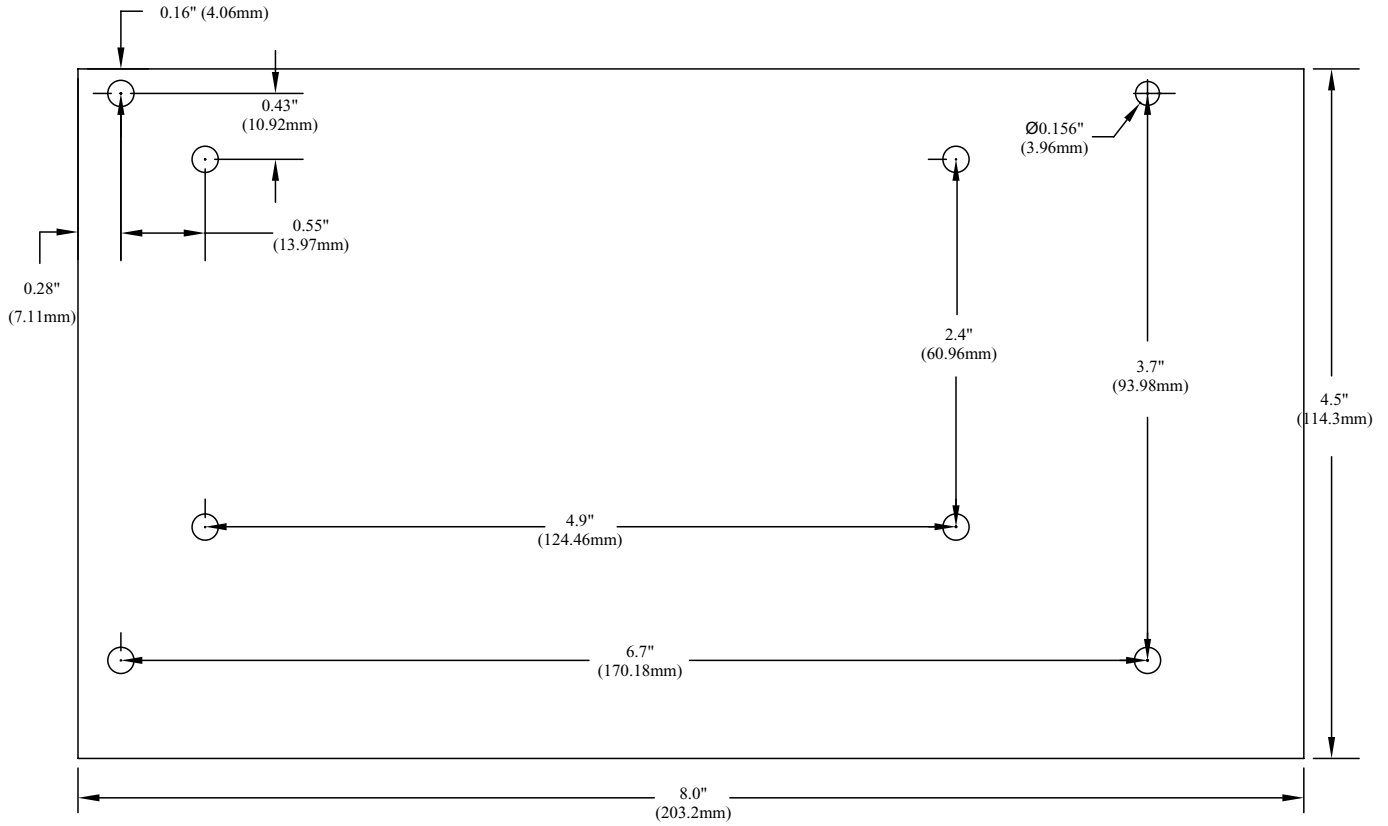 0.16" (4.06mm)
0.43"
(10.92mm)
Ø0.156"
(3.96mm)
0.55"
(13.97mm)
0.28"
(7.11mm)
2.4"
(60.96mm)
3.7"
(93.98mm)
4.5"
(114.3mm)
4.9"
(124.46mm)
6.7"
(170.18mm)
8.0"
(203.2mm)